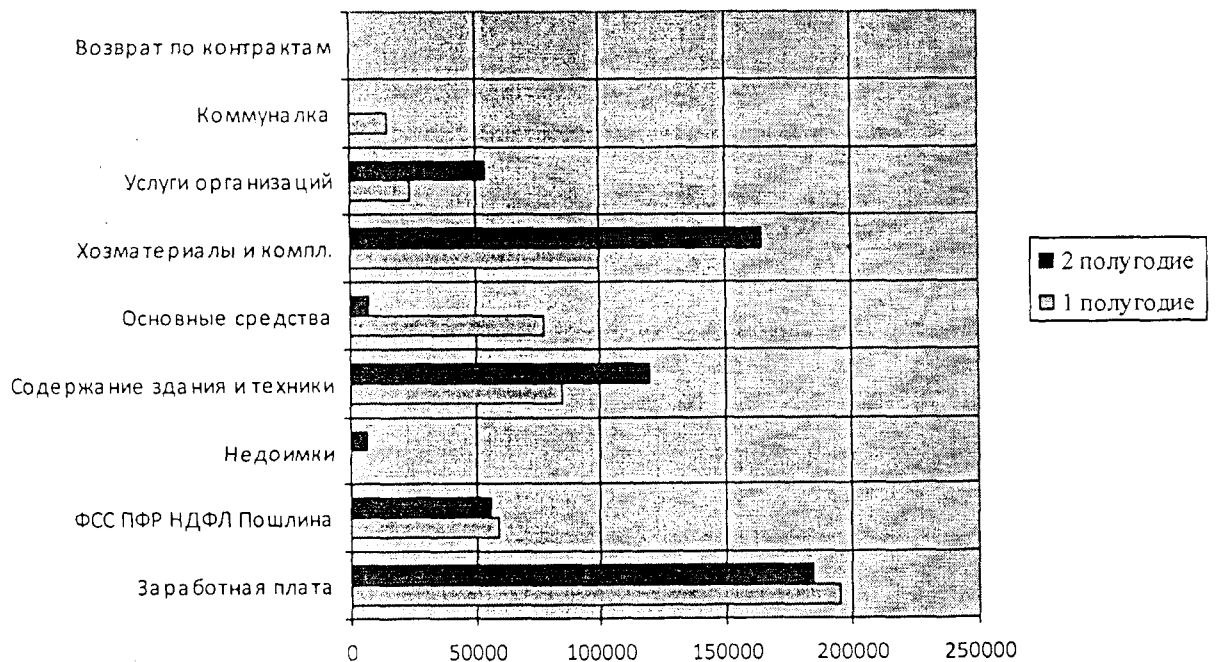 Возврат по контрактам
Коммуналка
Услуги организаций
Хозматериалы и компл.
Основные средства
Содержание здания и техники
Недоимки
ФСС ПФР НДФЛ Пошлина
Заработная плата
0 50000 100000 150000 200000 250000
2 полугодие
1 полугодие